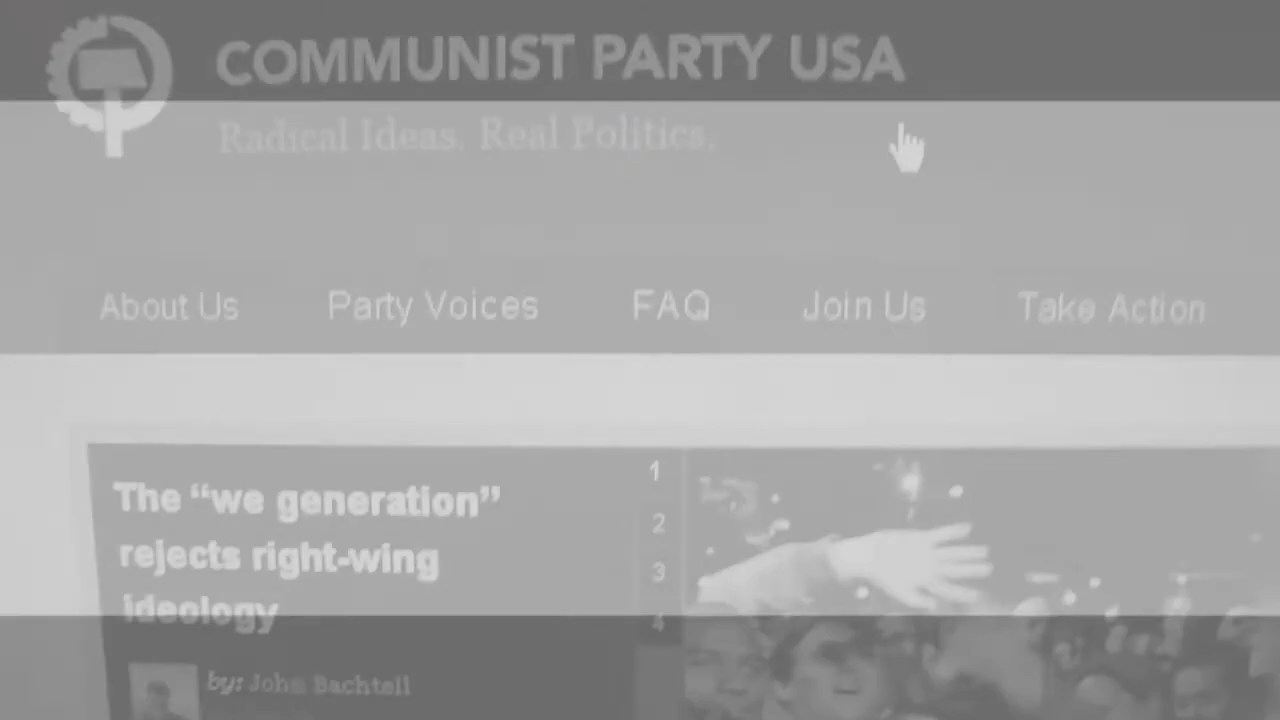 COMMUNIST PARTY USA
Radical Ideas. Real Politics.
About Us Party Voices FAQ Join Us Take Action
The “we generation”
rejects right-wing
ideology
1
2
3
4
by: John Bachtell